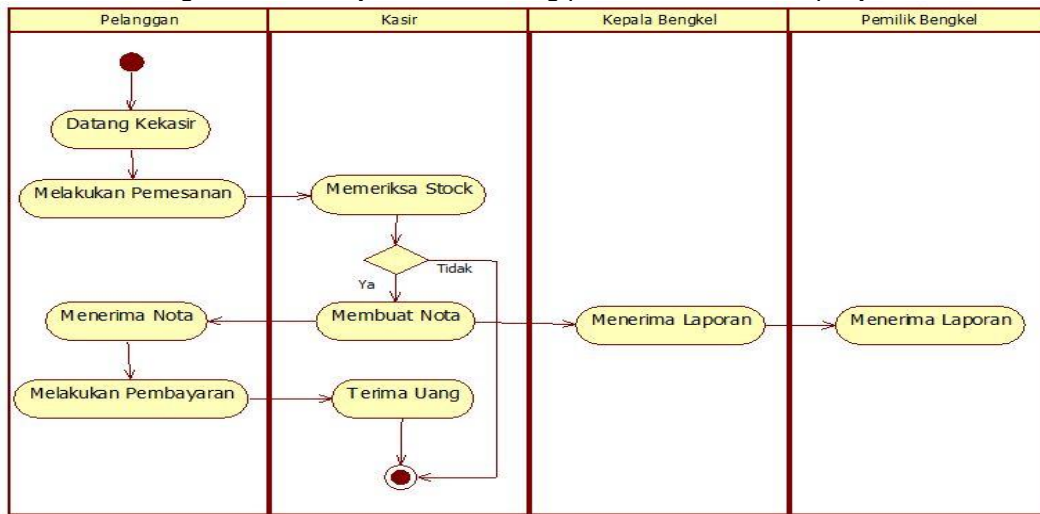 Pelanggan
Kasir
Kepala Bengkel
Pemilik Bengkel
Datang Kekasir
Melakukan Pemesanan
Memeriksa Stock
Tidak
Ya
Menerima Nota
Membuat Nota
Menerima Laporan
Menerima Laporan
Melakukan Pembayaran
Terima Uang